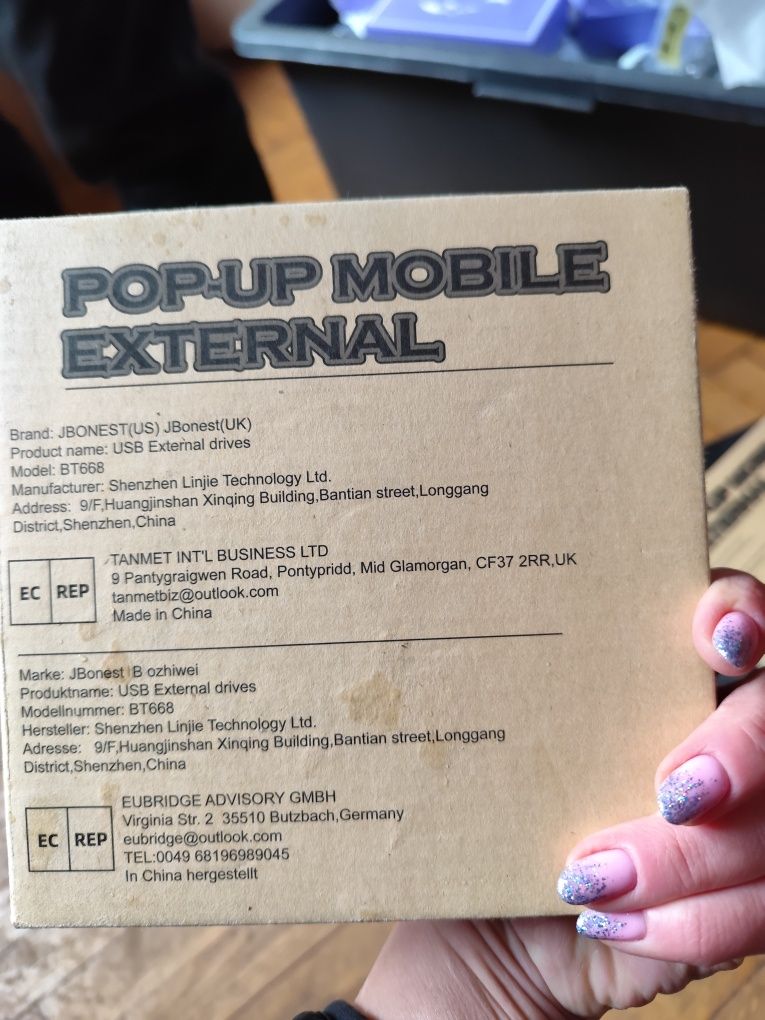 POP-UP MOBILE
EXTERNAL
Brand: JBONEST(US) JBonest(UK)
Product name: USB External drives
Model: BT668
Manufacturer: Shenzhen Linjie Technology Ltd.
Address: 9/F,Huangjinshan Xinqing Building,Bantian street,Longgang
District,Shenzhen,China
EC REP
TANMET INT'L BUSINESS LTD
9 Pantygraigwen Road, Pontypridd, Mid Glamorgan, CF37 2RR,UK
tanmetbiz@outlook.com
Made in China
Marke: JBonest B ozhiwei
Produktname: USB External drives
Modellnummer: BT668
Hersteller: Shenzhen Linjie Technology Ltd.
Adresse: 9/F,Huangjinshan Xinqing Building,Bantian street,Longgang
District,Shenzhen,China
EC REP
EUBRIDGE ADVISORY GMBH
Virginia Str. 2 35510 Butzbach,Germany
eubridge@outlook.com
TEL:0049 68196989045
In China hergestellt